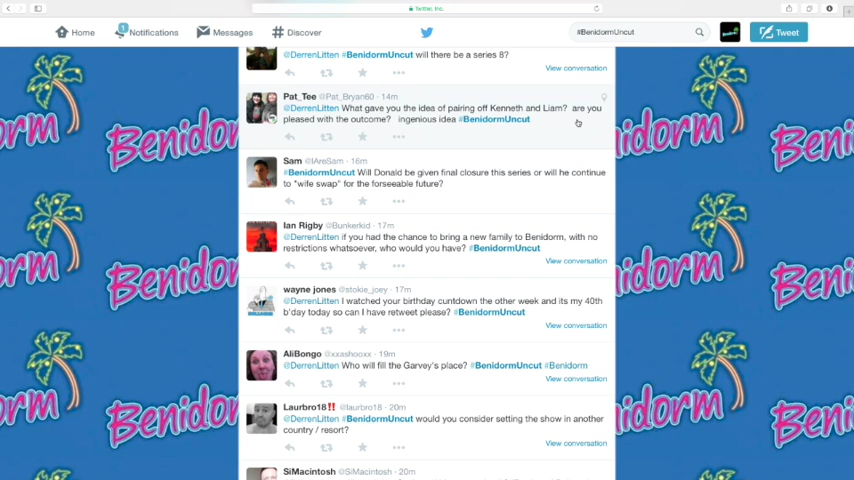 Twitter, Inc.
Home
1
Notifications
Messages
Discover
#BenidormUncut
Tweet
@DerrenLitten #BenidormUncut will there be a series 8?
View conversation
Pat_Tee @Pat_Bryan60 · 14m
@DerrenLitten What gave you the idea of pairing off Kenneth and Liam? are you
pleased with the outcome? ingenious idea #BenidormUncut
Sam @IAreSam · 16m
#BenidormUncut Will Donald be given final closure this series or will he continue
to "wife swap" for the forseeable future?
Ian Rigby @Bunkerkid · 17m
@DerrenLitten if you had the chance to bring a new family to Benidorm, with no
restrictions whatsoever, who would you have? #BenidormUncut
View conversation
wayne jones @stokie_joey · 17m
@DerrenLitten I watched your birthday cuntdown the other week and its my 40th
b'day today so can I have retweet please? #BenidormUncut
View conversation
AliBongo @xxashooxx · 19m
@DerrenLitten Who will fill the Garvey's place? #BenidormUncut #Benidorm
View conversation
Laurbro18‼ @laurbro18 · 20m
@DerrenLitten #BenidormUncut would you consider setting the show in another
country / resort?
View conversation
SiMacintosh @SiMacintosh · 20m
Benidorm
Benidorm
Benidorm
Benidorm
Benidorm
Benidorm